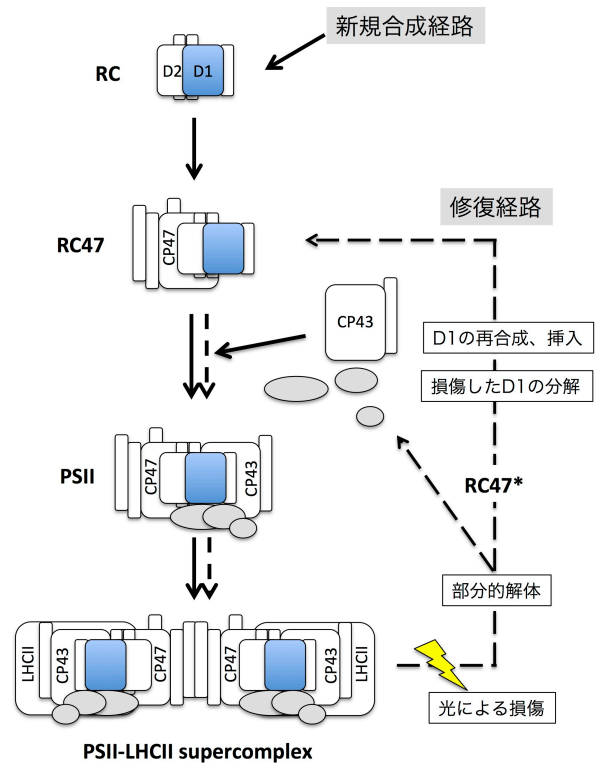 新規合成経路
RC
D2
D1
修復経路
RC47
CP47
CP43
D1の再合成、挿入
損傷したD1の分解
PSII
CP47
CP43
RC47*
部分的解体
LHCII
CP43
CP47
CP47
CP43
LHCII
光による損傷
PSII-LHCII supercomplex